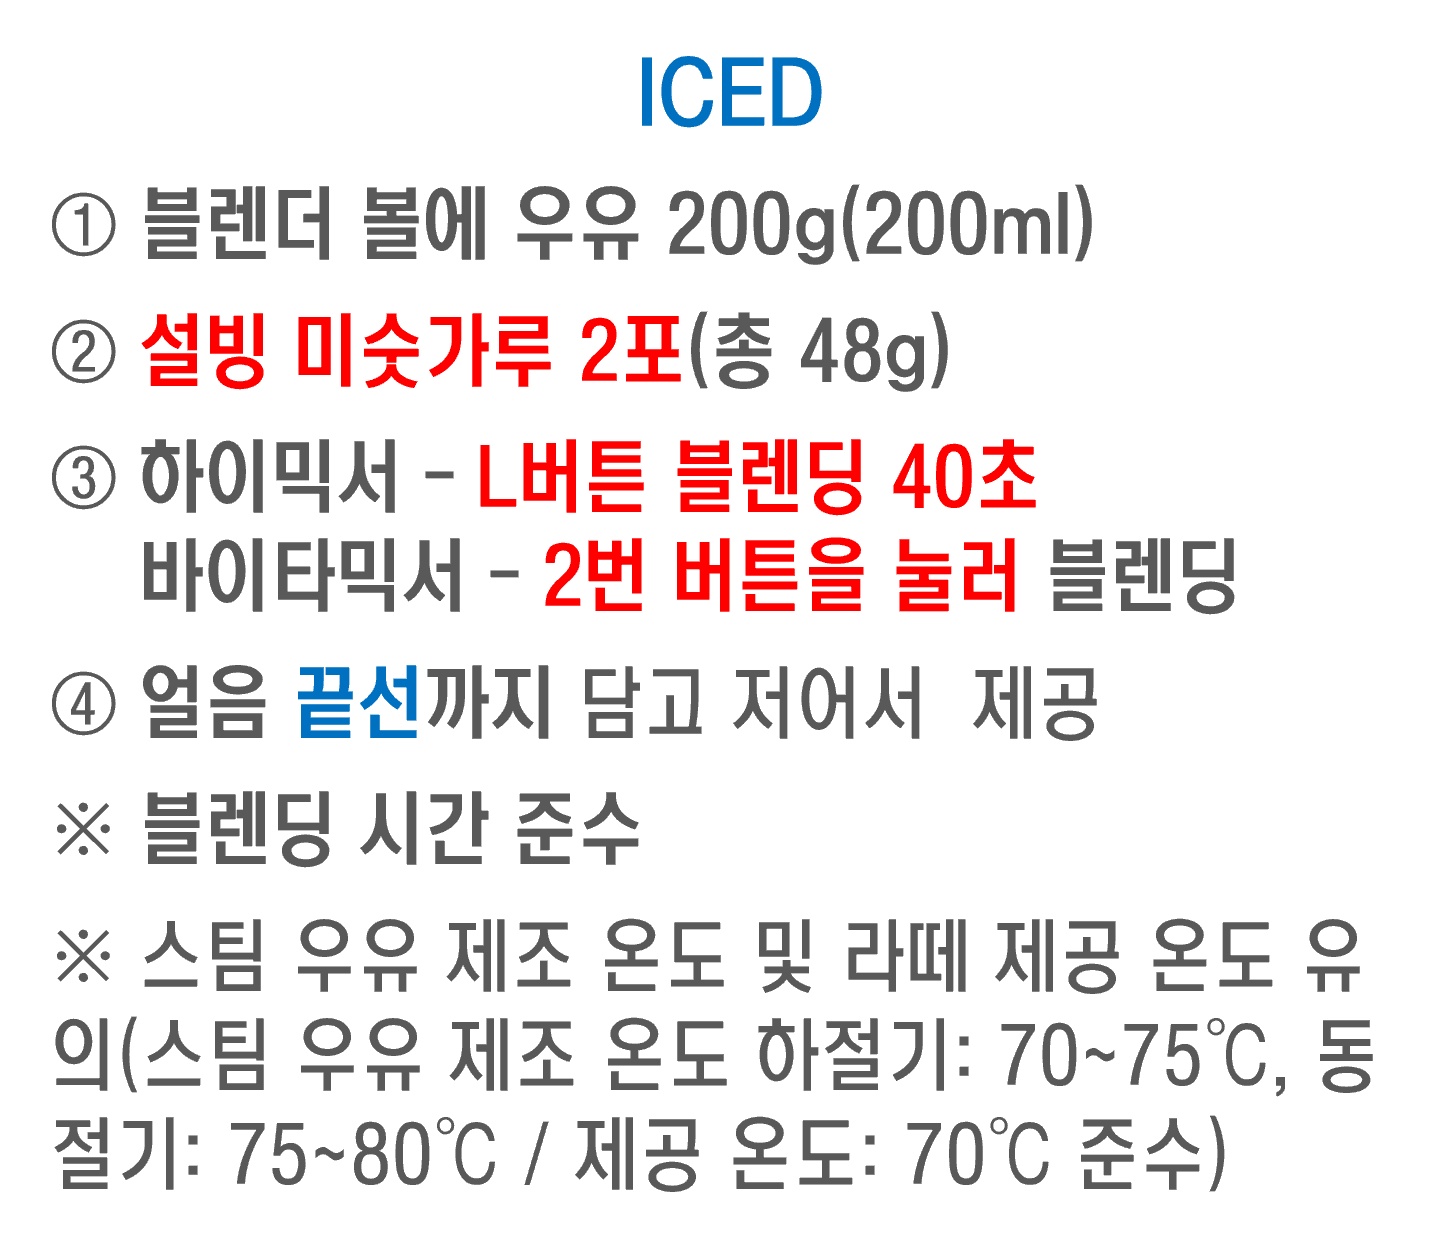 ICED
① 블렌더 볼에 우유 200g(200ml)
② 설빙 미숫가루 2포(총 48g)
③ 하이믹서 - L버튼 블렌딩 40초
바이타믹서 - 2번 버튼을 눌러 블렌딩
④ 얼음 끝선까지 담고 저어서  제공
※ 블렌딩 시간 준수
※ 스팀 우유 제조 온도 및 라떼 제공 온도 유
의(스팀 우유 제조 온도 하절기: 70~75℃, 동
절기: 75~80℃ / 제공 온도: 70℃ 준수)